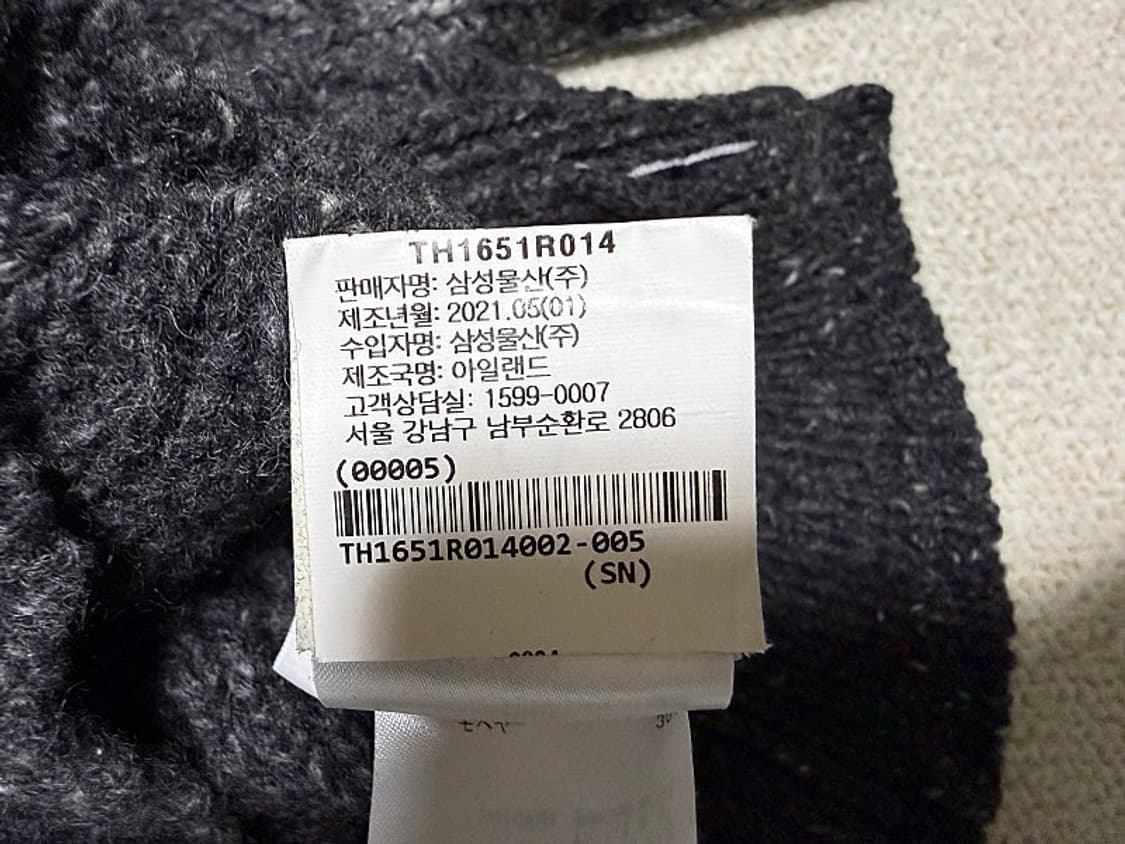 TH1651R014
판매자명: 삼성물산(주)
제조년월: 2021.05(01)
수입자명: 삼성물산(주)
제조국명: 아일랜드
고객상담실: 1599-0007
서울 강남구 남부순환로 2806
(00005)
TH1651R014002-005
(SN)